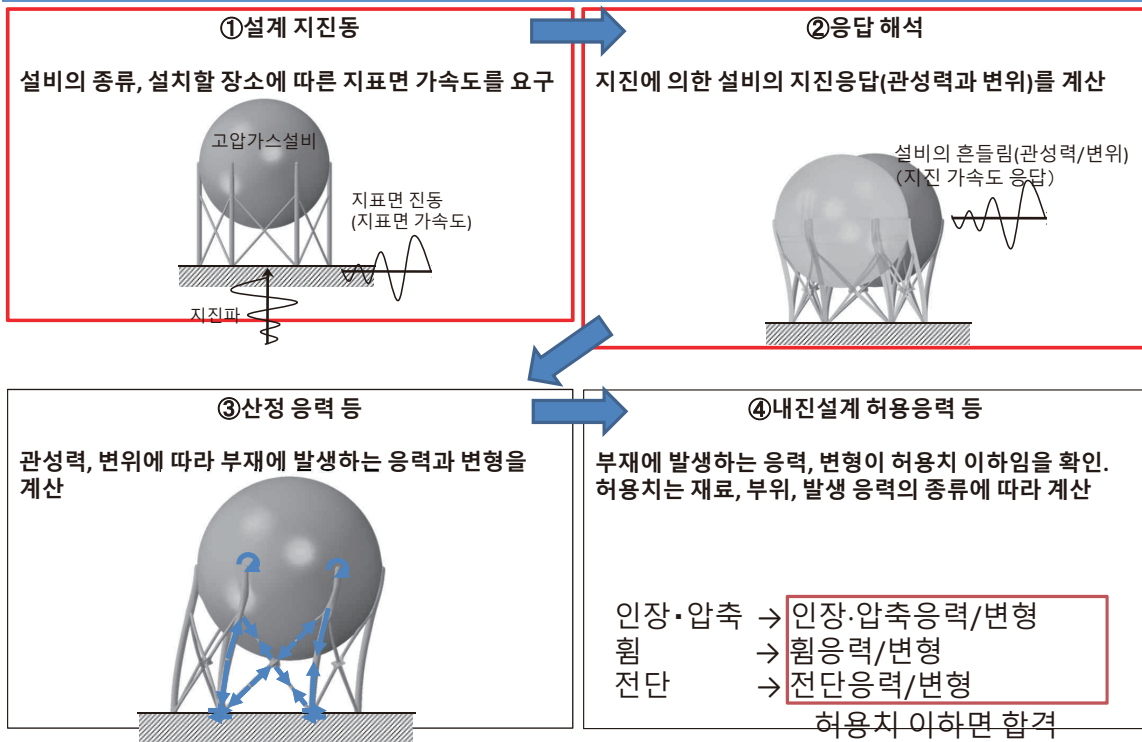 ①설계 지진동
설비의 종류, 설치할 장소에 따른 지표면 가속도를 요구
고압가스설비
지표면 진동
(지표면 가속도)
지진파
②응답 해석
지진에 의한 설비의 지진응답(관성력과 변위)를 계산
설비의 흔들림(관성력/변위)
(지진 가속도 응답)
③산정 응력 등
관성력, 변위에 따라 부재에 발생하는 응력과 변형을
계산
④내진설계 허용응력 등
부재에 발생하는 응력, 변형이 허용치 이하임을 확인.
허용치는 재료, 부위, 발생 응력의 종류에 따라 계산
인장·압축 → 인장·압축응력/변형
휨 → 휨응력/변형
전단 → 전단응력/변형
허용치 이하면 합격